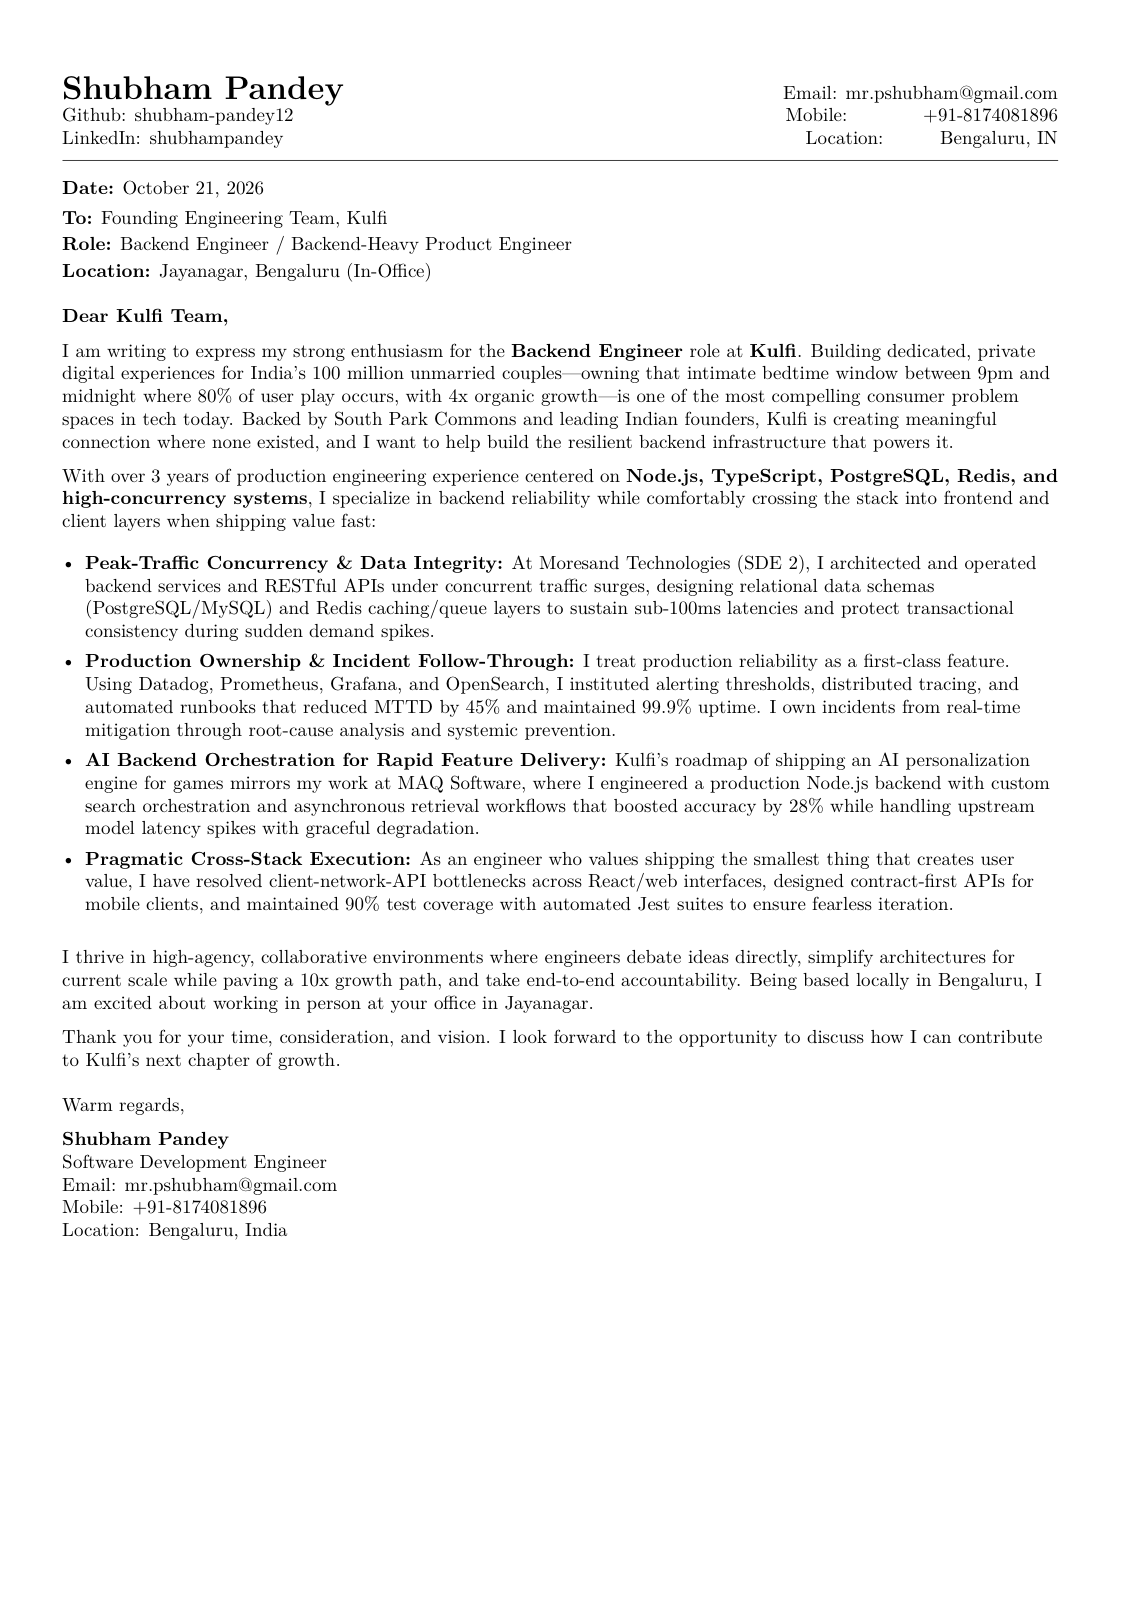 Shubham Pandey
Github: shubham-pandey12
LinkedIn: shubhampandey
Email: mr.pshubham@gmail.com
Mobile: +91-8174081896
Location: Bengaluru, IN
Date: October 21, 2026
To: Founding Engineering Team, Kulfi
Role: Backend Engineer / Backend-Heavy Product Engineer
Location: Jayanagar, Bengaluru (In-Office)
Dear Kulfi Team,
I am writing to express my strong enthusiasm for the Backend Engineer role at Kulfi. Building dedicated, private
digital experiences for India's 100 million unmarried couples—owning that intimate bedtime window between 9pm and
midnight where 80% of user play occurs, with 4x organic growth—is one of the most compelling consumer problem
spaces in tech today. Backed by South Park Commons and leading Indian founders, Kulfi is creating meaningful
connection where none existed, and I want to help build the resilient backend infrastructure that powers it.
With over 3 years of production engineering experience centered on Node.js, TypeScript, PostgreSQL, Redis, and
high-concurrency systems, I specialize in backend reliability while comfortably crossing the stack into frontend and
client layers when shipping value fast:
• Peak-Traffic Concurrency & Data Integrity: At Moresand Technologies (SDE 2), I architected and operated
backend services and RESTful APIs under concurrent traffic surges, designing relational data schemas
(PostgreSQL/MySQL) and Redis caching/queue layers to sustain sub-100ms latencies and protect transactional
consistency during sudden demand spikes.
• Production Ownership & Incident Follow-Through: I treat production reliability as a first-class feature.
Using Datadog, Prometheus, Grafana, and OpenSearch, I instituted alerting thresholds, distributed tracing, and
automated runbooks that reduced MTTD by 45% and maintained 99.9% uptime. I own incidents from real-time
mitigation through root-cause analysis and systemic prevention.
• AI Backend Orchestration for Rapid Feature Delivery: Kulfi's roadmap of shipping an AI personalization
engine for games mirrors my work at MAQ Software, where I engineered a production Node.js backend with custom
search orchestration and asynchronous retrieval workflows that boosted accuracy by 28% while handling upstream
model latency spikes with graceful degradation.
• Pragmatic Cross-Stack Execution: As an engineer who values shipping the smallest thing that creates user
value, I have resolved client-network-API bottlenecks across React/web interfaces, designed contract-first APIs for
mobile clients, and maintained 90% test coverage with automated Jest suites to ensure fearless iteration.
I thrive in high-agency, collaborative environments where engineers debate ideas directly, simplify architectures for
current scale while paving a 10x growth path, and take end-to-end accountability. Being based locally in Bengaluru, I
am excited about working in person at your office in Jayanagar.
Thank you for your time, consideration, and vision. I look forward to the opportunity to discuss how I can contribute
to Kulfi's next chapter of growth.
Warm regards,
Shubham Pandey
Software Development Engineer
Email: mr.pshubham@gmail.com
Mobile: +91-8174081896
Location: Bengaluru, India